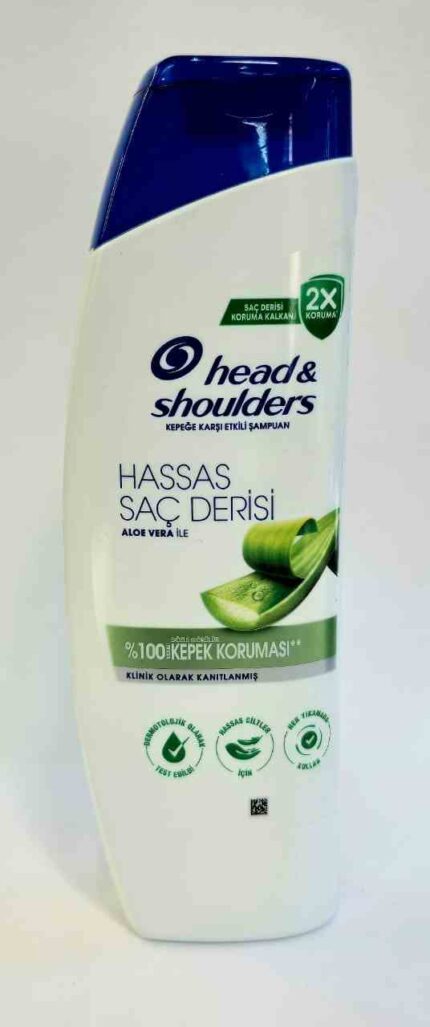 SAÇ DERİSİ
KORUMA KALKANI
2X
KORUMA*
head &
shoulders
KEPEĞE KARŞI ETKİLİ ŞAMPUAN
HASSAS
SAÇ DERİSİ
ALOE VERA İLE
%100 KEPEK KORUMASI**
KLİNİK OLARAK KANITLANMIŞ
DERMOTOLOJİK OLARAK
TEST EDİLDİ
HASSAS CİLTLER
İÇİN
HER YIKAMADA
KULLAN